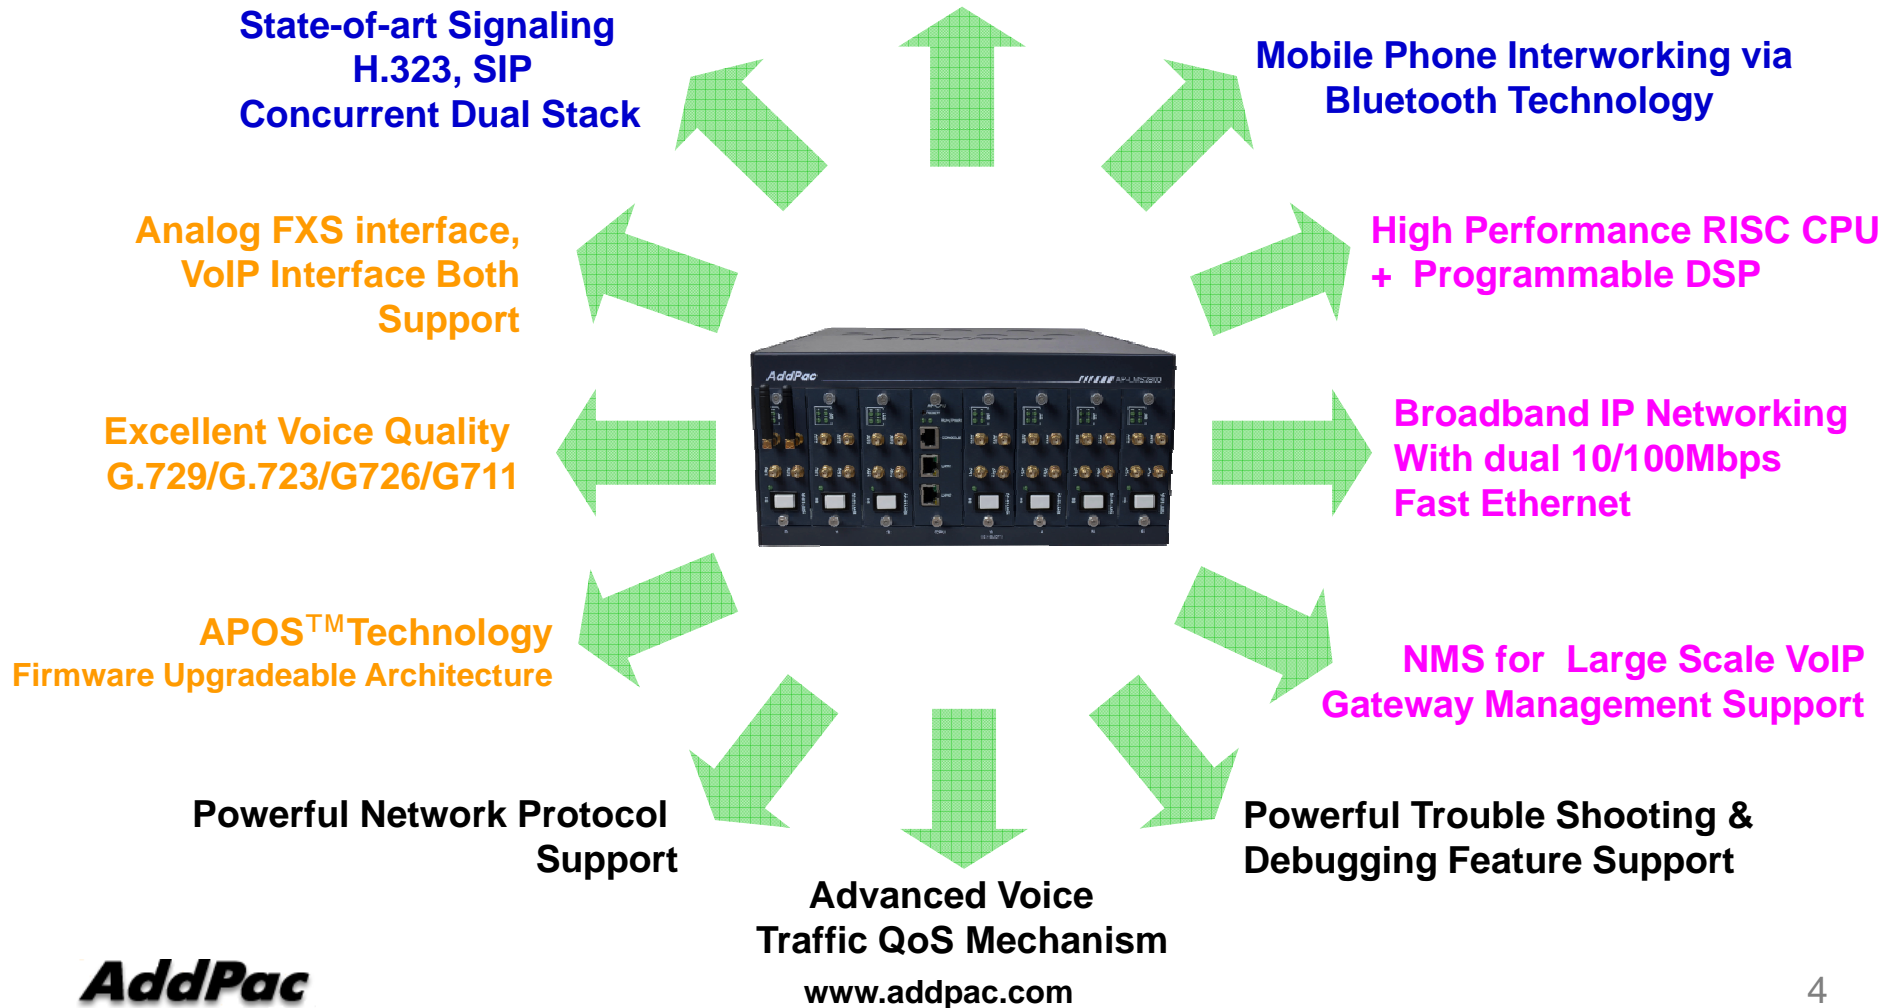 State-of-art Signaling
H.323, SIP
Concurrent Dual Stack
Mobile Phone Interworking via
Bluetooth Technology
Analog FXS interface,
VoIP Interface Both
Support
High Performance RISC CPU
+ Programmable DSP
AddPac
Excellent Voice Quality
G.729/G.723/G726/G711
Broadband IP Networking
With dual 10/100Mbps
Fast Ethernet
APOS™Technology
Firmware Upgradeable Architecture
NMS for Large Scale VoIP
Gateway Management Support
Powerful Network Protocol
Support
Powerful Trouble Shooting &
Debugging Feature Support
Advanced Voice
Traffic QoS Mechanism
AddPac
www.addpac.com
4